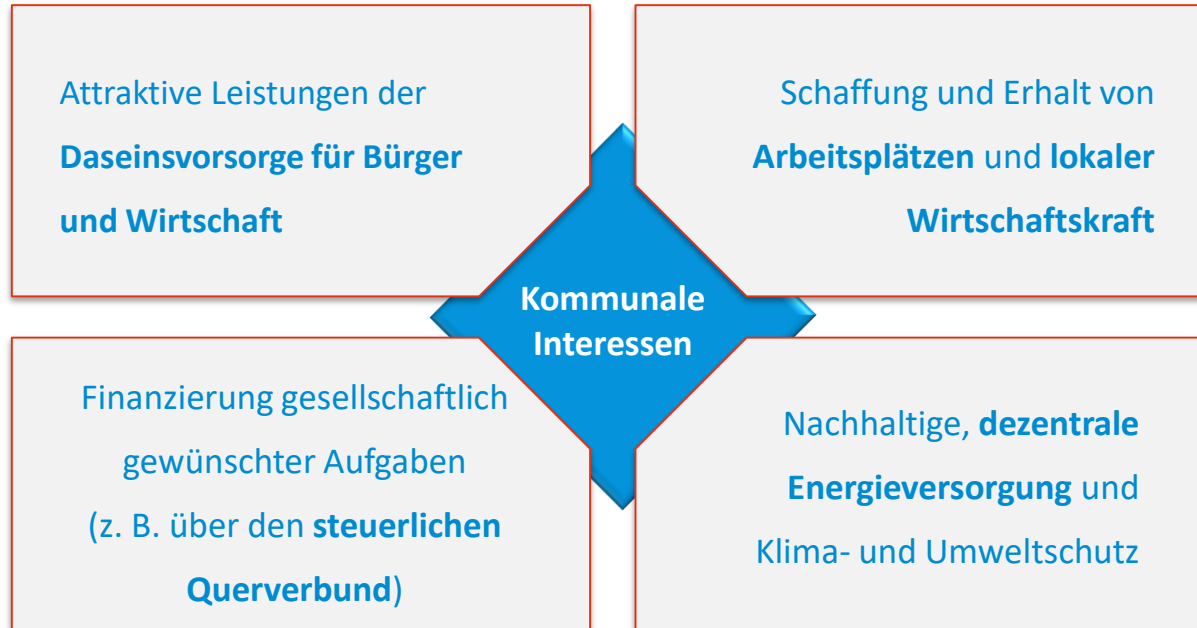 Attraktive Leistungen der
Daseinsvorsorge für Bürger
und Wirtschaft
Schaffung und Erhalt von
Arbeitsplätzen und lokaler
Wirtschaftskraft
Kommunale
Interessen
Finanzierung gesellschaftlich
gewünschter Aufgaben
(z. B. über den steuerlichen
Querverbund)
Nachhaltige, dezentrale
Energieversorgung und
Klima- und Umweltschutz